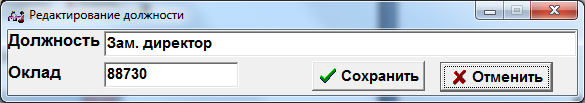 Редактирование должности
Должность Зам. директор
Оклад 88730 Сохранить Отменить